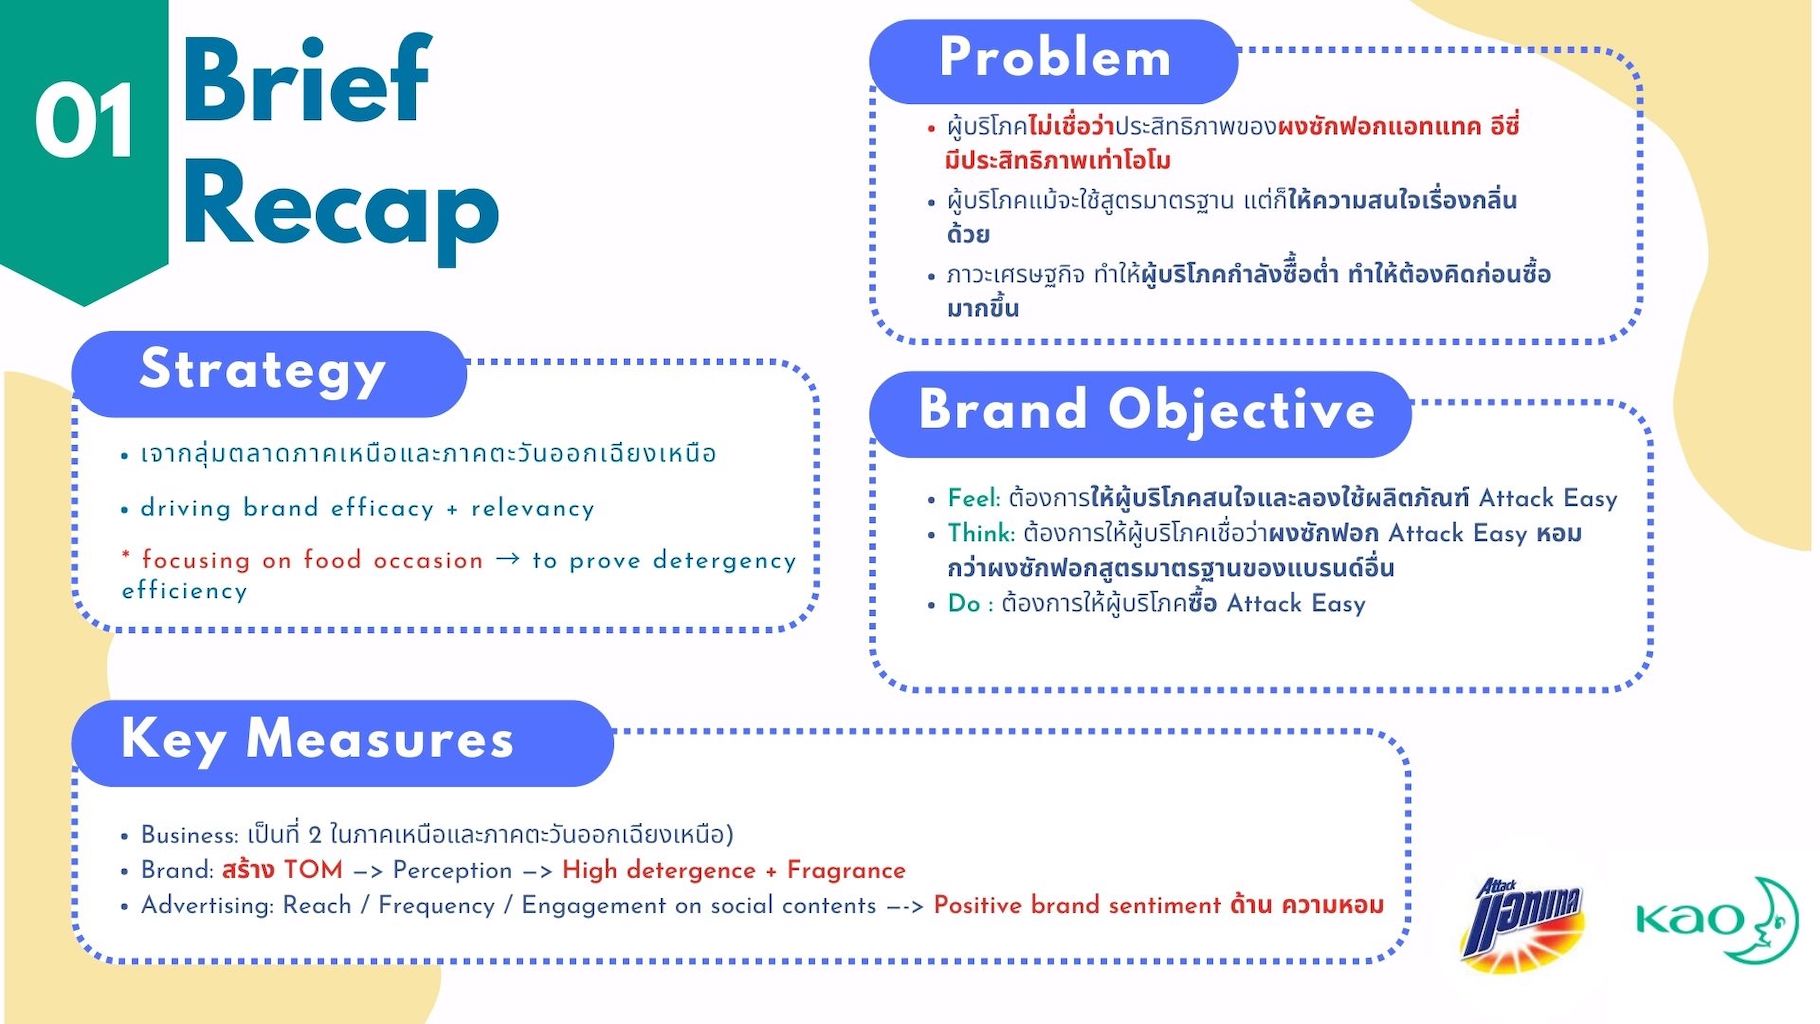 01
Brief
Recap
Problem
• ผู้บริโภคไม่เชื่อว่าประสิทธิภาพของผงซักฟอกแอทแทค อีซี่
มีประสิทธิภาพเท่าโอโม
• ผู้บริโภคแม้จะใช้สูตรมาตรฐาน แต่ก็ให้ความสนใจเรื่องกลิ่น
ด้วย
• ภาวะเศรษฐกิจ ทำให้ผู้บริโภคกำลังซื้อต่ำ ทำให้ต้องคิดก่อนซื้อ
มากขึ้น
Strategy
• เจากลุ่มตลาดภาคเหนือและภาคตะวันออกเฉียงเหนือ
• driving brand efficacy + relevancy
* focusing on food occasion → to prove detergency
efficiency
Brand Objective
• Feel: ต้องการให้ผู้บริโภคสนใจและลองใช้ผลิตภัณฑ์ Attack Easy
• Think: ต้องการให้ผู้บริโภคเชื่อว่าผงซักฟอก Attack Easy หอม
กว่าผงซักฟอกสูตรมาตรฐานของแบรนด์อื่น
• Do : ต้องการให้ผู้บริโภคซื้อ Attack Easy
Key Measures
• Business: เป็นที่ 2 ในภาคเหนือและภาคตะวันออกเฉียงเหนือ)
• Brand: สร้าง TOM —> Perception —> High detergence + Fragrance
• Advertising: Reach / Frequency / Engagement on social contents —-> Positive brand sentiment ด้าน ความหอม
Attack
แอทแทค
Kao